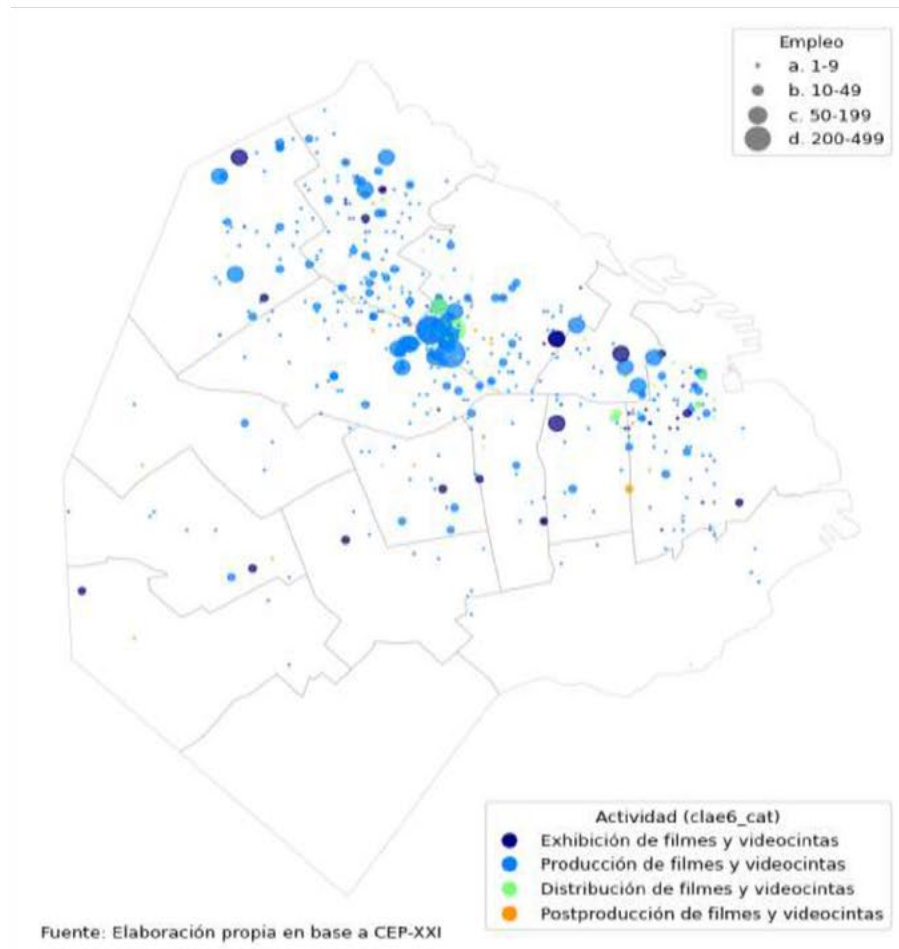 Empleo
a. 1-9
b. 10-49
c. 50-199
d. 200-499
Actividad (clae6_cat)
Exhibición de filmes y videocintas
Producción de filmes y videocintas
Distribución de filmes y videocintas
Postproducción de filmes y videocintas
Fuente: Elaboración propia en base a CEP-XXI